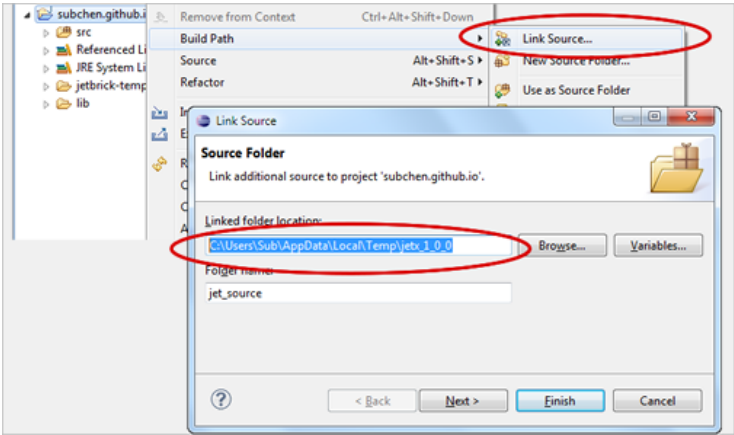 subchen.github.i
src
Referenced Li
JRE System Li
jetbrick-temp
lib
Remove from Context Ctrl+Alt+Shift+Down
Build Path
Source Alt+Shift+S
Refactor Alt+Shift+T
Link Source...
New Source Folder...
Use as Source Folder
Link Source
Source Folder
Link additional source to project 'subchen.github.io'.
Linked folder location:
C:\Users\Sub\AppData\Local\Temp\jetx_1_0_0
Browse...
Variables...
Folder name:
jet_source
< Back
Next >
Finish
Cancel